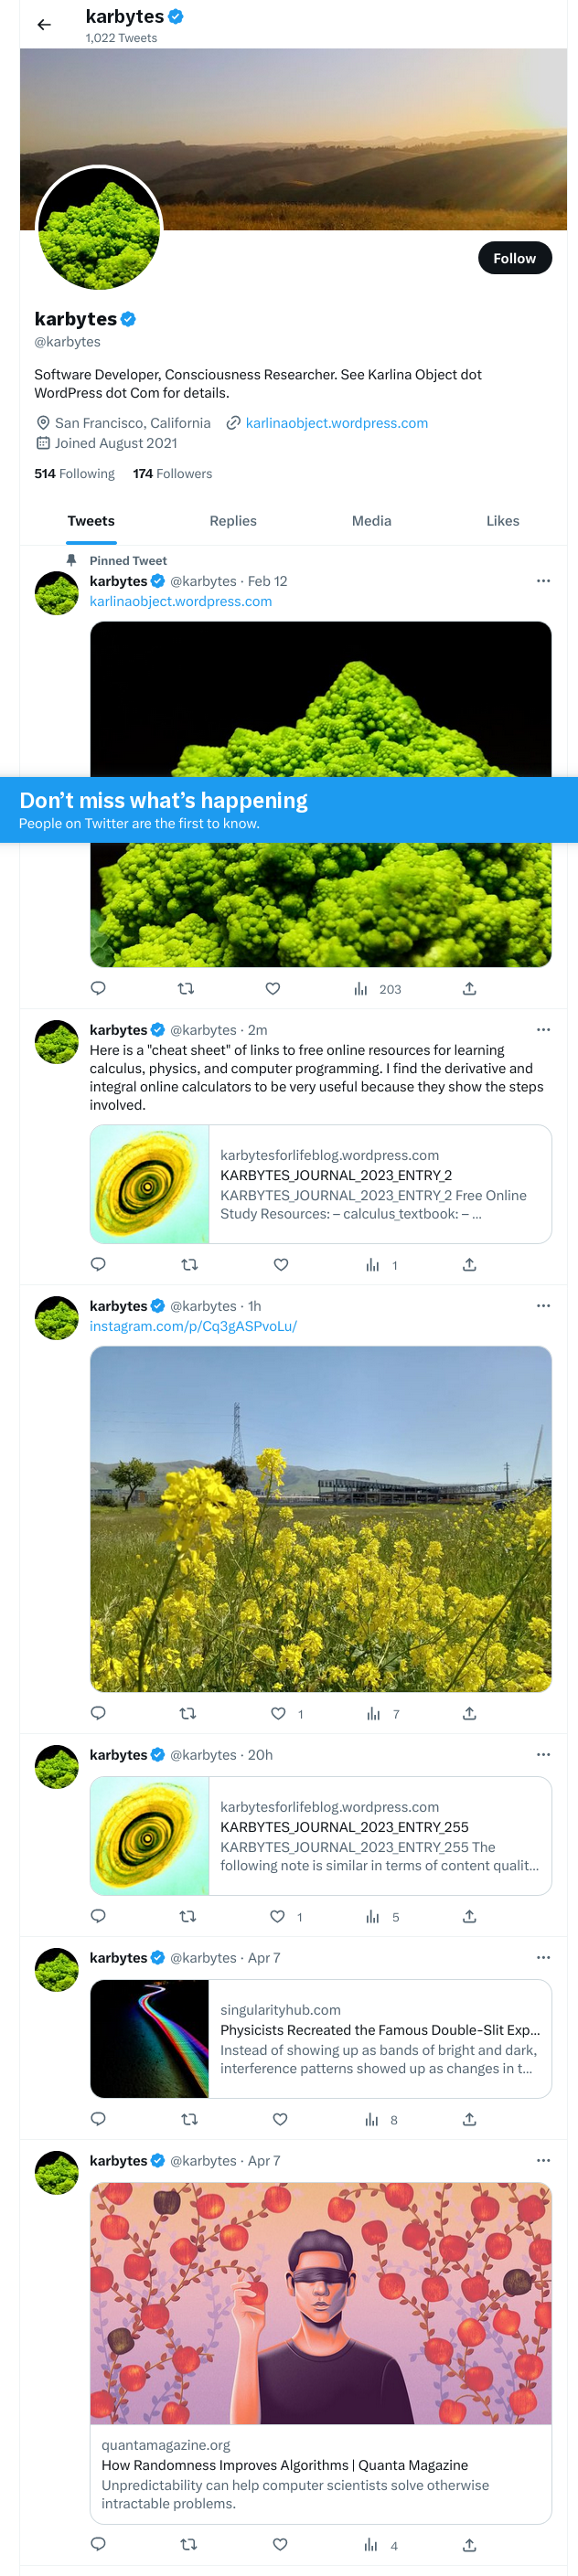 karbytes
1,022 Tweets
Follow
karbytes
@karbytes
Software Developer, Consciousness Researcher. See Karlina Object dot
WordPress dot Com for details.
San Francisco, California karlinaobject.wordpress.com
Joined August 2021
514 Following 174 Followers
Tweets Replies Media Likes
Pinned Tweet
karbytes @karbytes · Feb 12
karlinaobject.wordpress.com
Don’t miss what’s happening
People on Twitter are the first to know.
203
karbytes @karbytes · 2m
Here is a "cheat sheet" of links to free online resources for learning
calculus, physics, and computer programming. I find the derivative and
integral online calculators to be very useful because they show the steps
involved.
karbytesforlifeblog.wordpress.com
KARBYTES_JOURNAL_2023_ENTRY_2
KARBYTES_JOURNAL_2023_ENTRY_2 Free Online
Study Resources: – calculus_textbook: – ...
1
karbytes @karbytes · 1h
instagram.com/p/Cq3gASPvoLu/
1 7
karbytes @karbytes · 20h
karbytesforlifeblog.wordpress.com
KARBYTES_JOURNAL_2023_ENTRY_255
KARBYTES_JOURNAL_2023_ENTRY_255 The
following note is similar in terms of content qualit...
1 5
karbytes @karbytes · Apr 7
singularityhub.com
Physicists Recreated the Famous Double-Slit Exp...
Instead of showing up as bands of bright and dark,
interference patterns showed up as changes in t...
8
karbytes @karbytes · Apr 7
quantamagazine.org
How Randomness Improves Algorithms | Quanta Magazine
Unpredictability can help computer scientists solve otherwise
intractable problems.
4